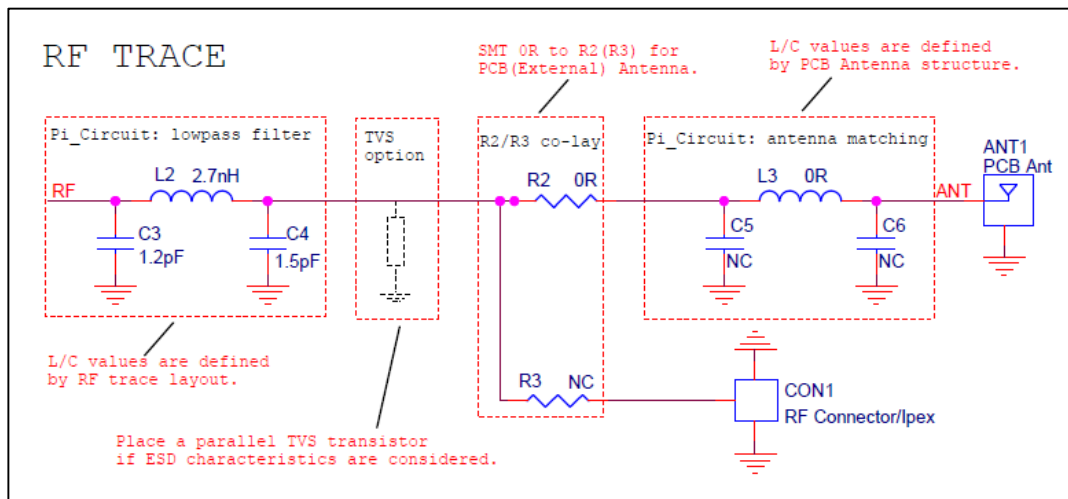 RF TRACE
SMT 0R to R2(R3) for
PCB(External) Antenna.
L/C values are defined
by PCB Antenna structure.
Pi_Circuit: lowpass filter
TVS
option
R2/R3 co-lay
Pi_Circuit: antenna matching
ANT1
PCB Ant
RF
L2 2.7nH
R2 0R
L3 0R
ANT
C3
1.2pF
C4
1.5pF
C5
NC
C6
NC
L/C values are defined
by RF trace layout.
R3 NC
CON1
RF Connector/Ipex
Place a parallel TVS transistor
if ESD characteristics are considered.